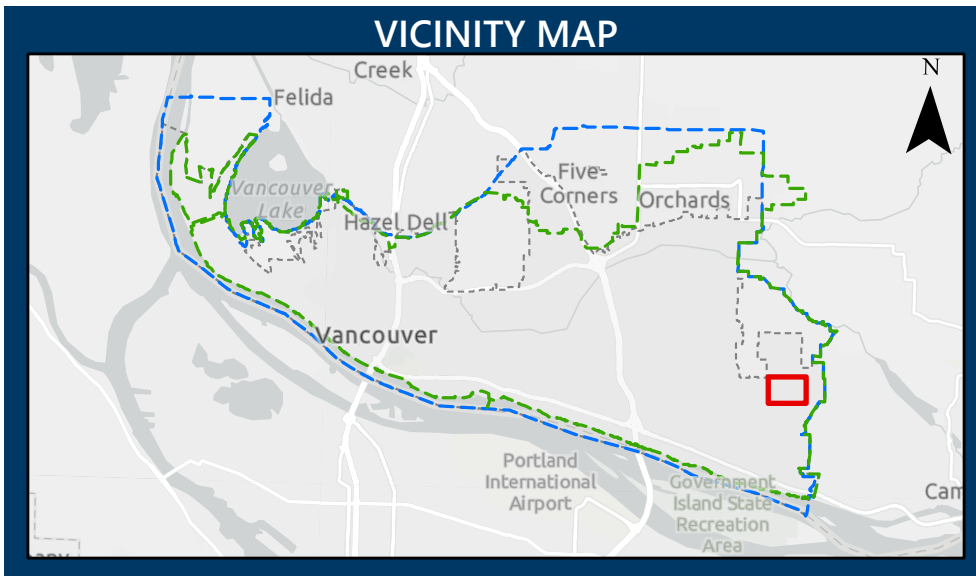 VICINITY MAP
Creek
N
Felida
Five
Corners
Vancouver
Lake
Orchards
Hazel Dell
Vancouver
Portland
International
Airport
Government
Island State
Recreation
Area
Cam